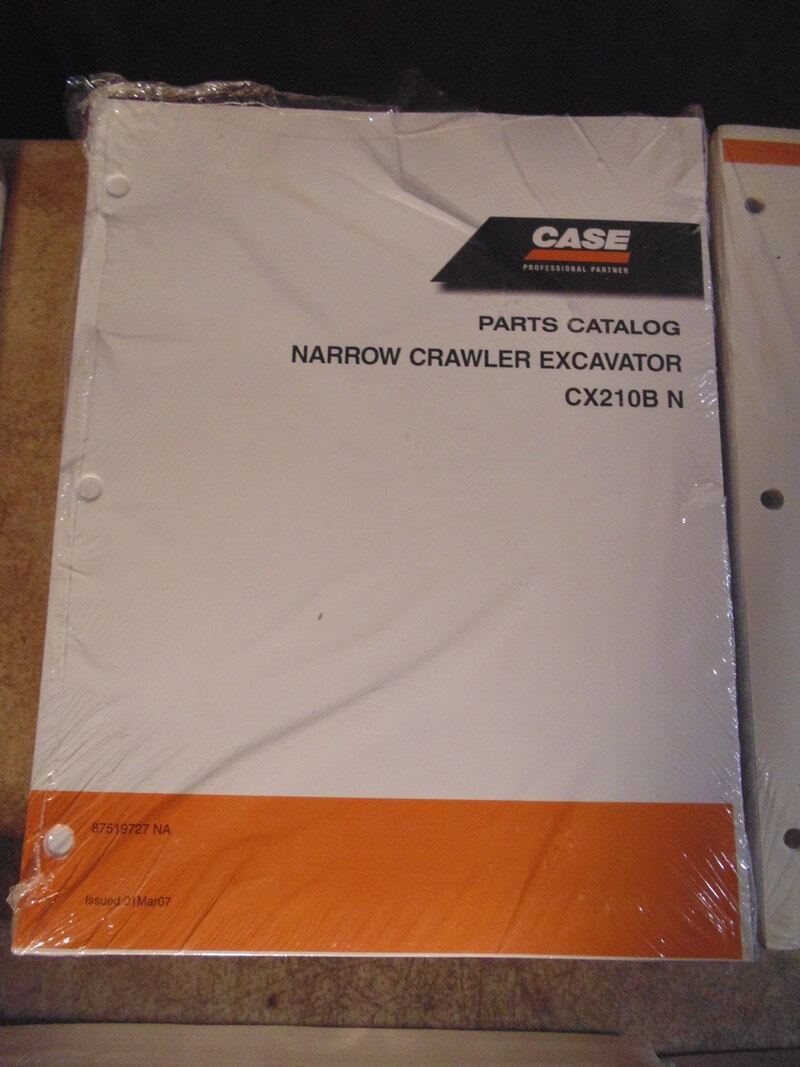 CASE
PROFESSIONAL PARTNER
PARTS CATALOG
NARROW CRAWLER EXCAVATOR
CX210B N
87519727 NA
Issued 01Mar07